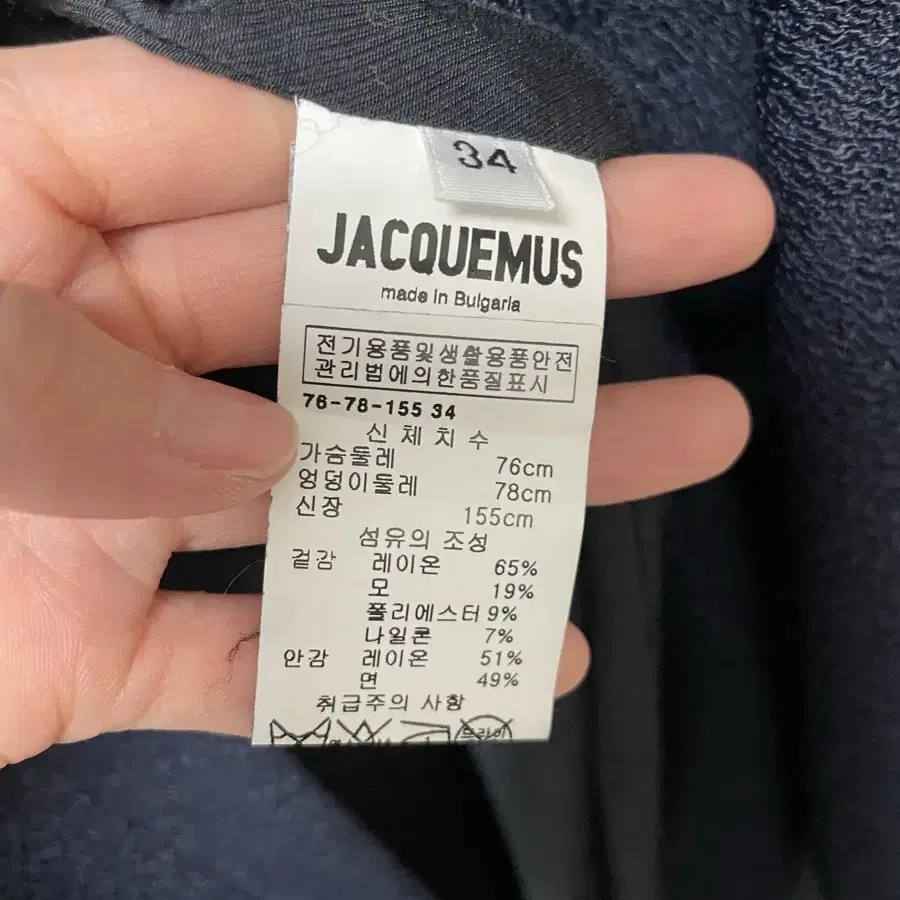 34
JACQUEMUS
made in Bulgaria
전기용품및생활용품안전
관리법에의한품질표시
76-78-155 34
신체치수
가슴둘레 76cm
엉덩이둘레 78cm
신장 155cm
섬유의 조성
겉감 레이온 65%
모 19%
폴리에스터 9%
나일론 7%
안감 레이온 51%
면 49%
취급주의 사항
드라이